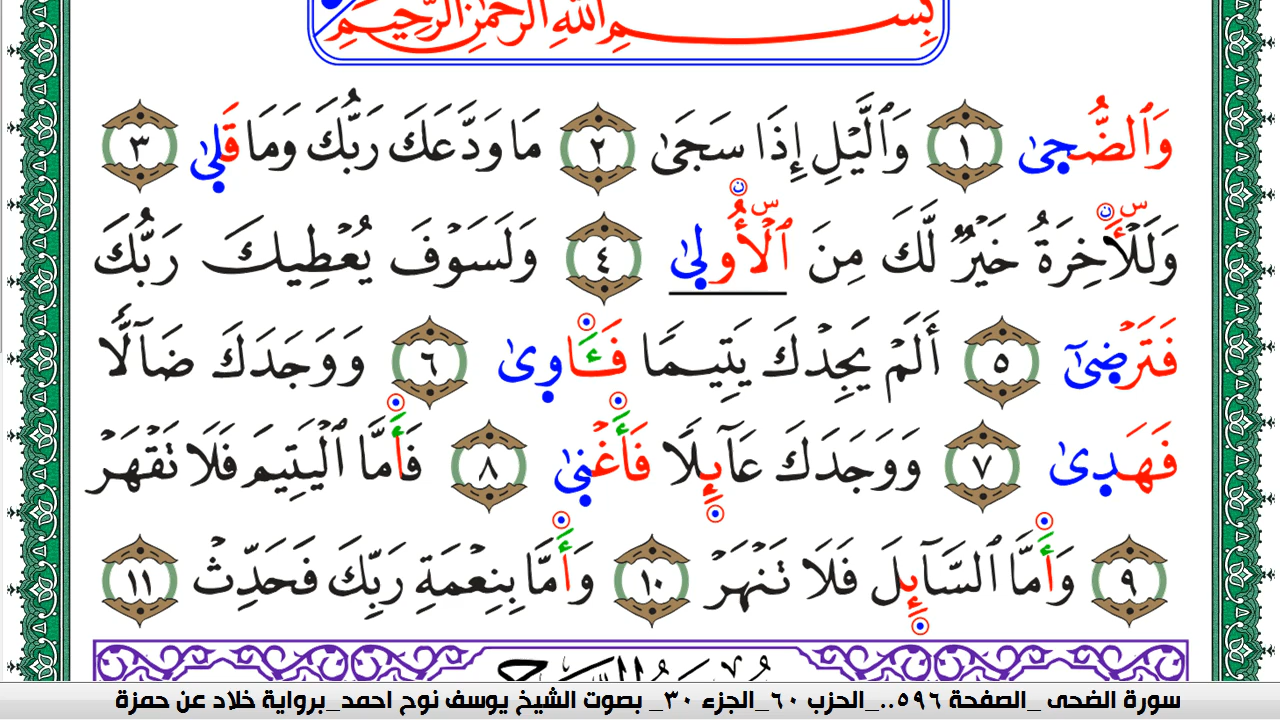 بِسْمِ ٱللَّهِ ٱلرَّحْمَٰنِ ٱلرَّحِيمِ
وَٱلضُّحَىٰ ١ وَٱلَّيْلِ إِذَا سَجَىٰ ٢ مَا وَدَّعَكَ رَبُّكَ وَمَا قَلَىٰ ٣
وَلَلْأَٓخِرَةُ خَيْرٌ لَّكَ مِنَ ٱلْأُولَىٰ ٤ وَلَسَوْفَ يُعْطِيكَ رَبُّكَ
فَتَرْضَىٰٓ ٥ أَلَمْ يَجِدْكَ يَتِيمًا فَـَٔاوَىٰ ٦ وَوَجَدَكَ ضَآلًّا
فَهَدَىٰ ٧ وَوَجَدَكَ عَآئِلًا فَأَغْنَىٰ ٨ فَأَمَّا ٱلْيَتِيمَ فَلَا تَقْهَرْ
٩ وَأَمَّا ٱلسَّآئِلَ فَلَا تَنْهَرْ ١٠ وَأَمَّا بِنِعْمَةِ رَبِّكَ فَحَدِّثْ ١١
سورة الضحى _الصفحة ٥٩٦.._الحزب ٦٠_الجزء ٣٠_ بصوت الشيخ يوسف نوح احمد_برواية خلاد عن حمزة